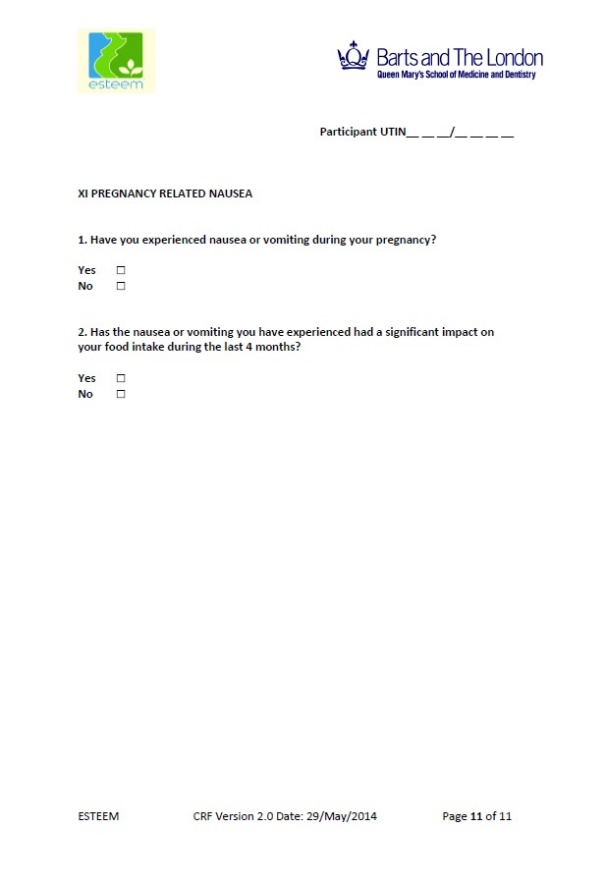 esteem
Barts and The London
Queen Mary's School of Medicine and Dentistry
Participant UTIN__ __ __/__ __ __ __
XI PREGNANCY RELATED NAUSEA
1. Have you experienced nausea or vomiting during your pregnancy?
Yes ☐
No ☐
2. Has the nausea or vomiting you have experienced had a significant impact on
your food intake during the last 4 months?
Yes ☐
No ☐
ESTEEM CRF Version 2.0 Date: 29/May/2014 Page 11 of 11